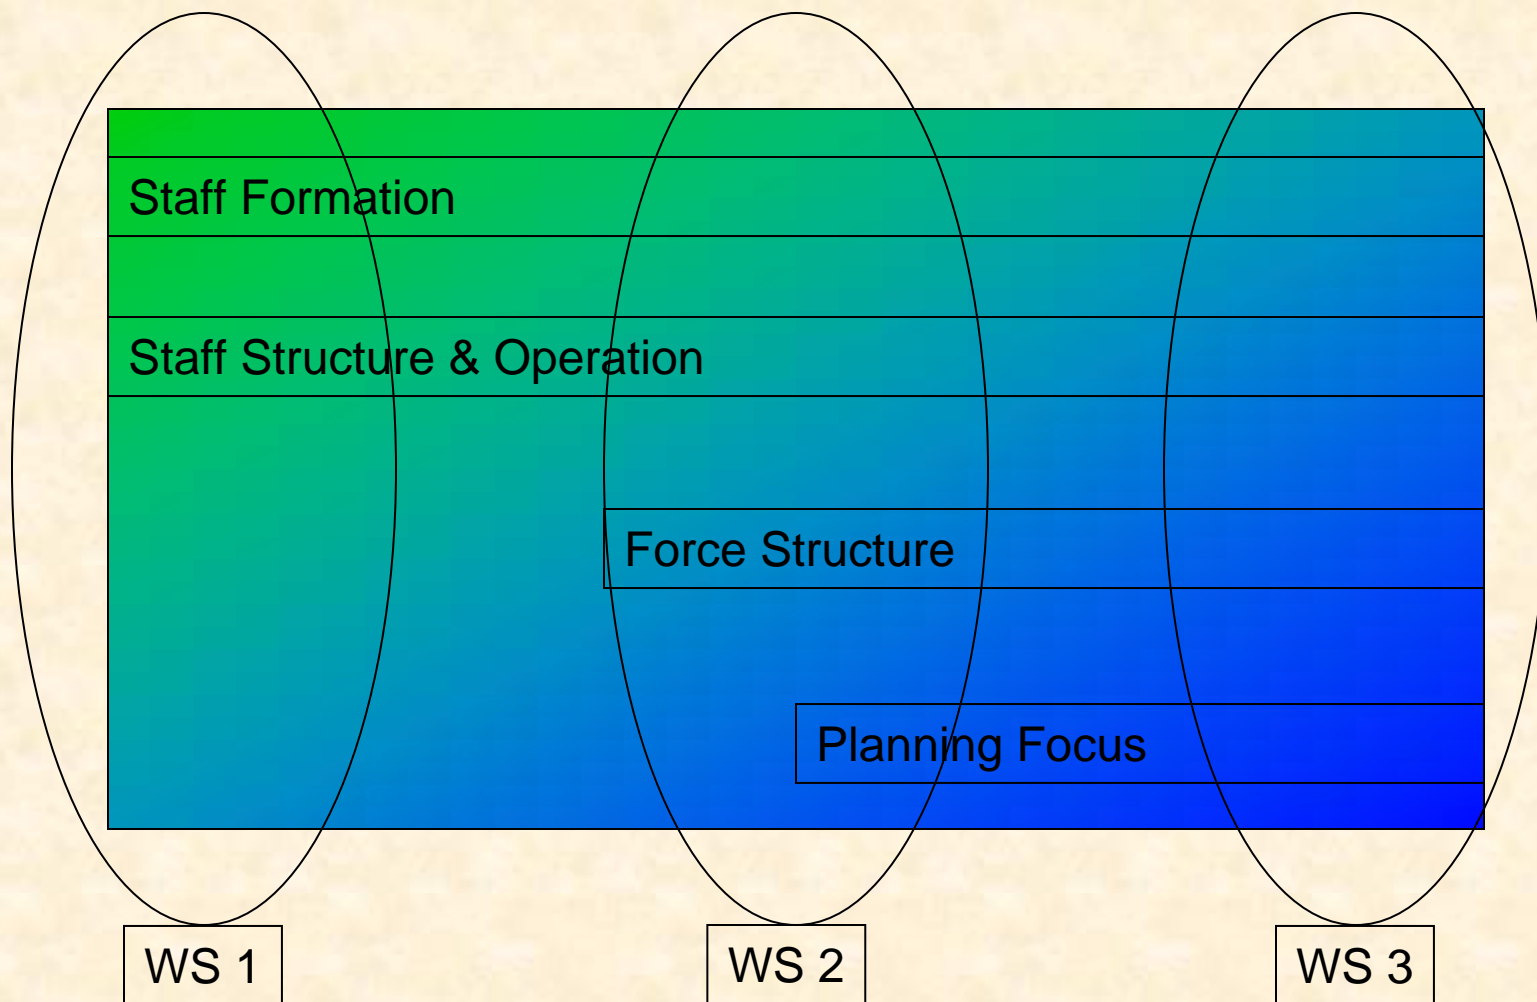 Staff Formation
Staff Structure & Operation
Force Structure
Planning Focus
WS 1
WS 2
WS 3